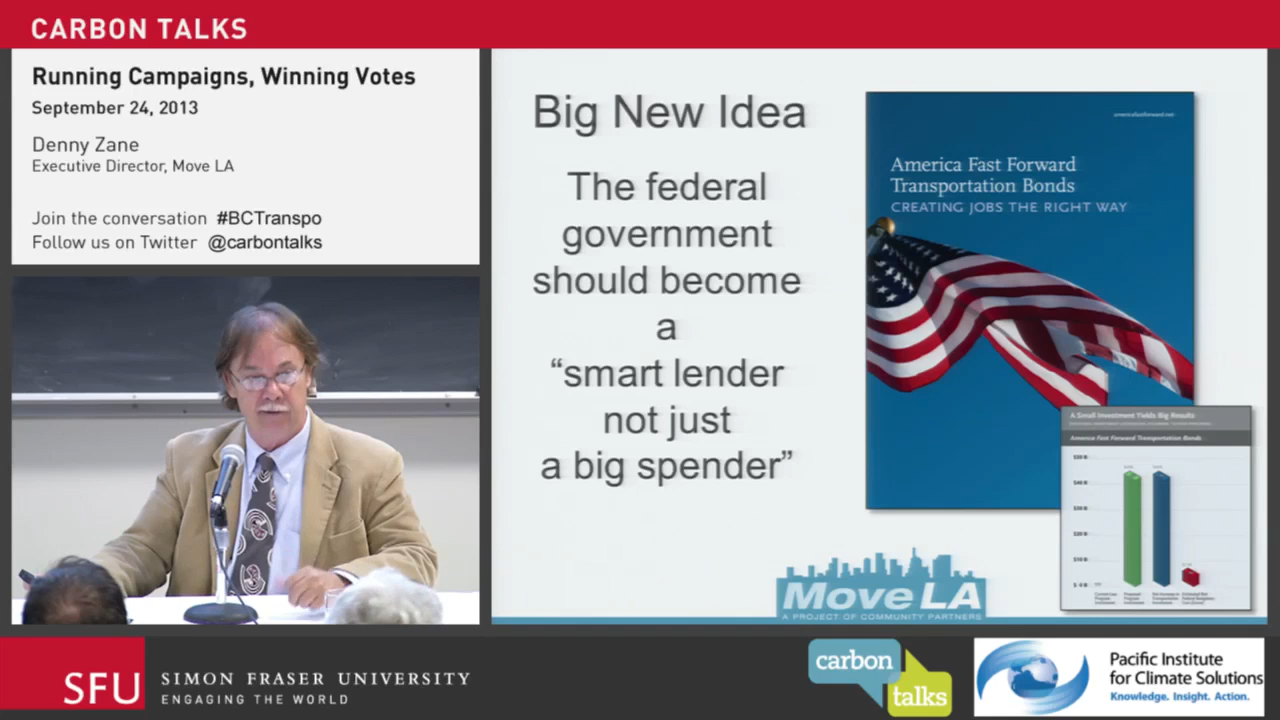 CARBON TALKS
Running Campaigns, Winning Votes
September 24, 2013
Denny Zane
Executive Director, Move LA
Join the conversation #BCTranspo
Follow us on Twitter @carbontalks
Big New Idea
The federal
government
should become
a
“smart lender
not just
a big spender”
americafastforward.net
America Fast Forward
Transportation Bonds
CREATING JOBS THE RIGHT WAY
A Small Investment Yields Big Results
America Fast Forward Transportation Bonds
Move LA
A PROJECT OF COMMUNITY PARTNERS
SFU
SIMON FRASER UNIVERSITY
ENGAGING THE WORLD
carbon
talks
Pacific Institute
for Climate Solutions
Knowledge. Insight. Action.